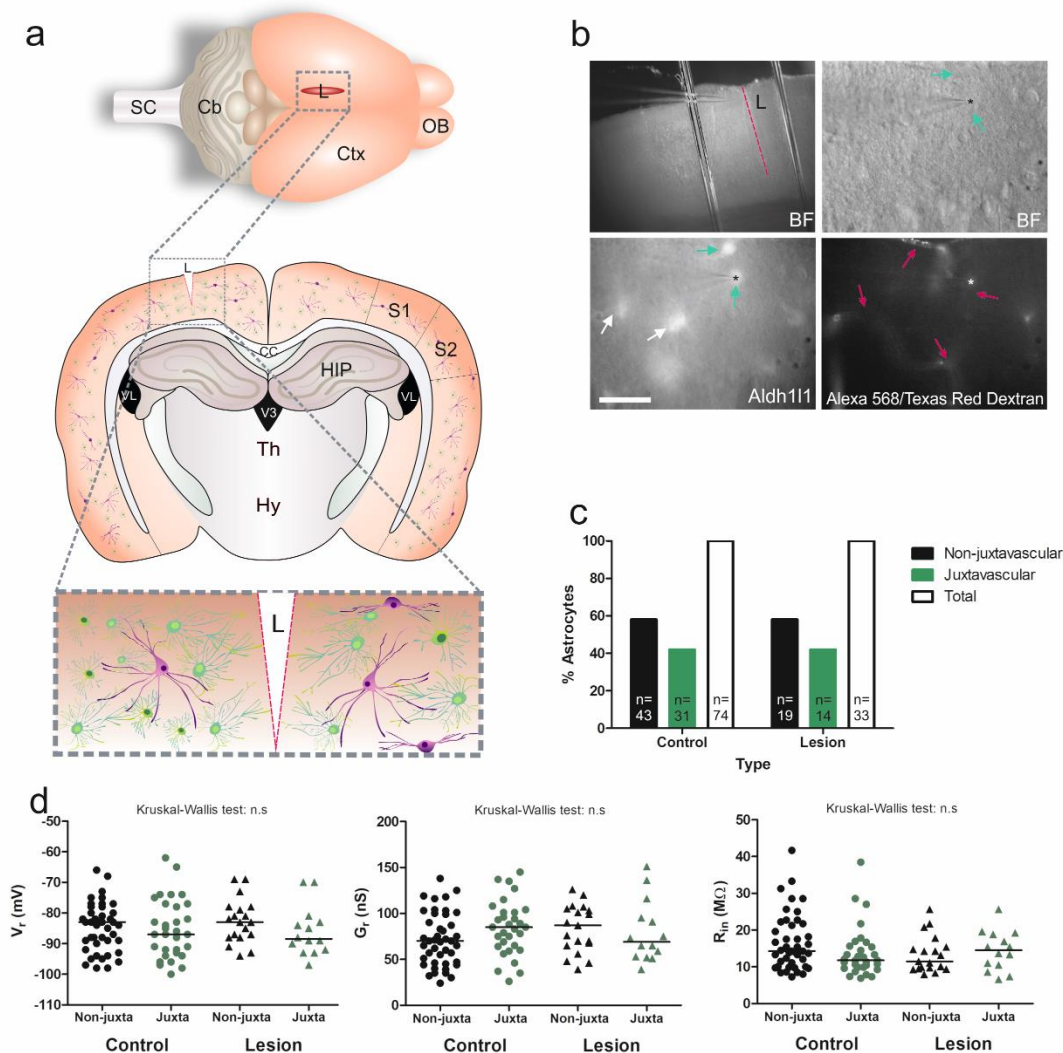 a
SC
Cb
L
Ctx
OB
L
S1
S2
CC
HIP
VL
V3
VL
Th
Hy
L
b
L
BF
*
BF
*
Aldh1l1
*
Alexa 568/Texas Red Dextran
c
% Astrocytes
100
80
60
40
20
0
n=
43
n=
31
n=
74
n=
19
n=
14
n=
33
Control
Lesion
Type
Non-juxtavascular
Juxtavascular
Total
d
Kruskal-Wallis test: n.s
Vr (mV)
-50
-60
-70
-80
-90
-100
-110
Non-juxta
Juxta
Non-juxta
Juxta
Control
Lesion
Kruskal-Wallis test: n.s
Gr (nS)
200
150
100
50
0
Non-juxta
Juxta
Non-juxta
Juxta
Control
Lesion
Kruskal-Wallis test: n.s
Rin (MΩ)
50
40
30
20
10
0
Non-juxta
Juxta
Non-juxta
Juxta
Control
Lesion